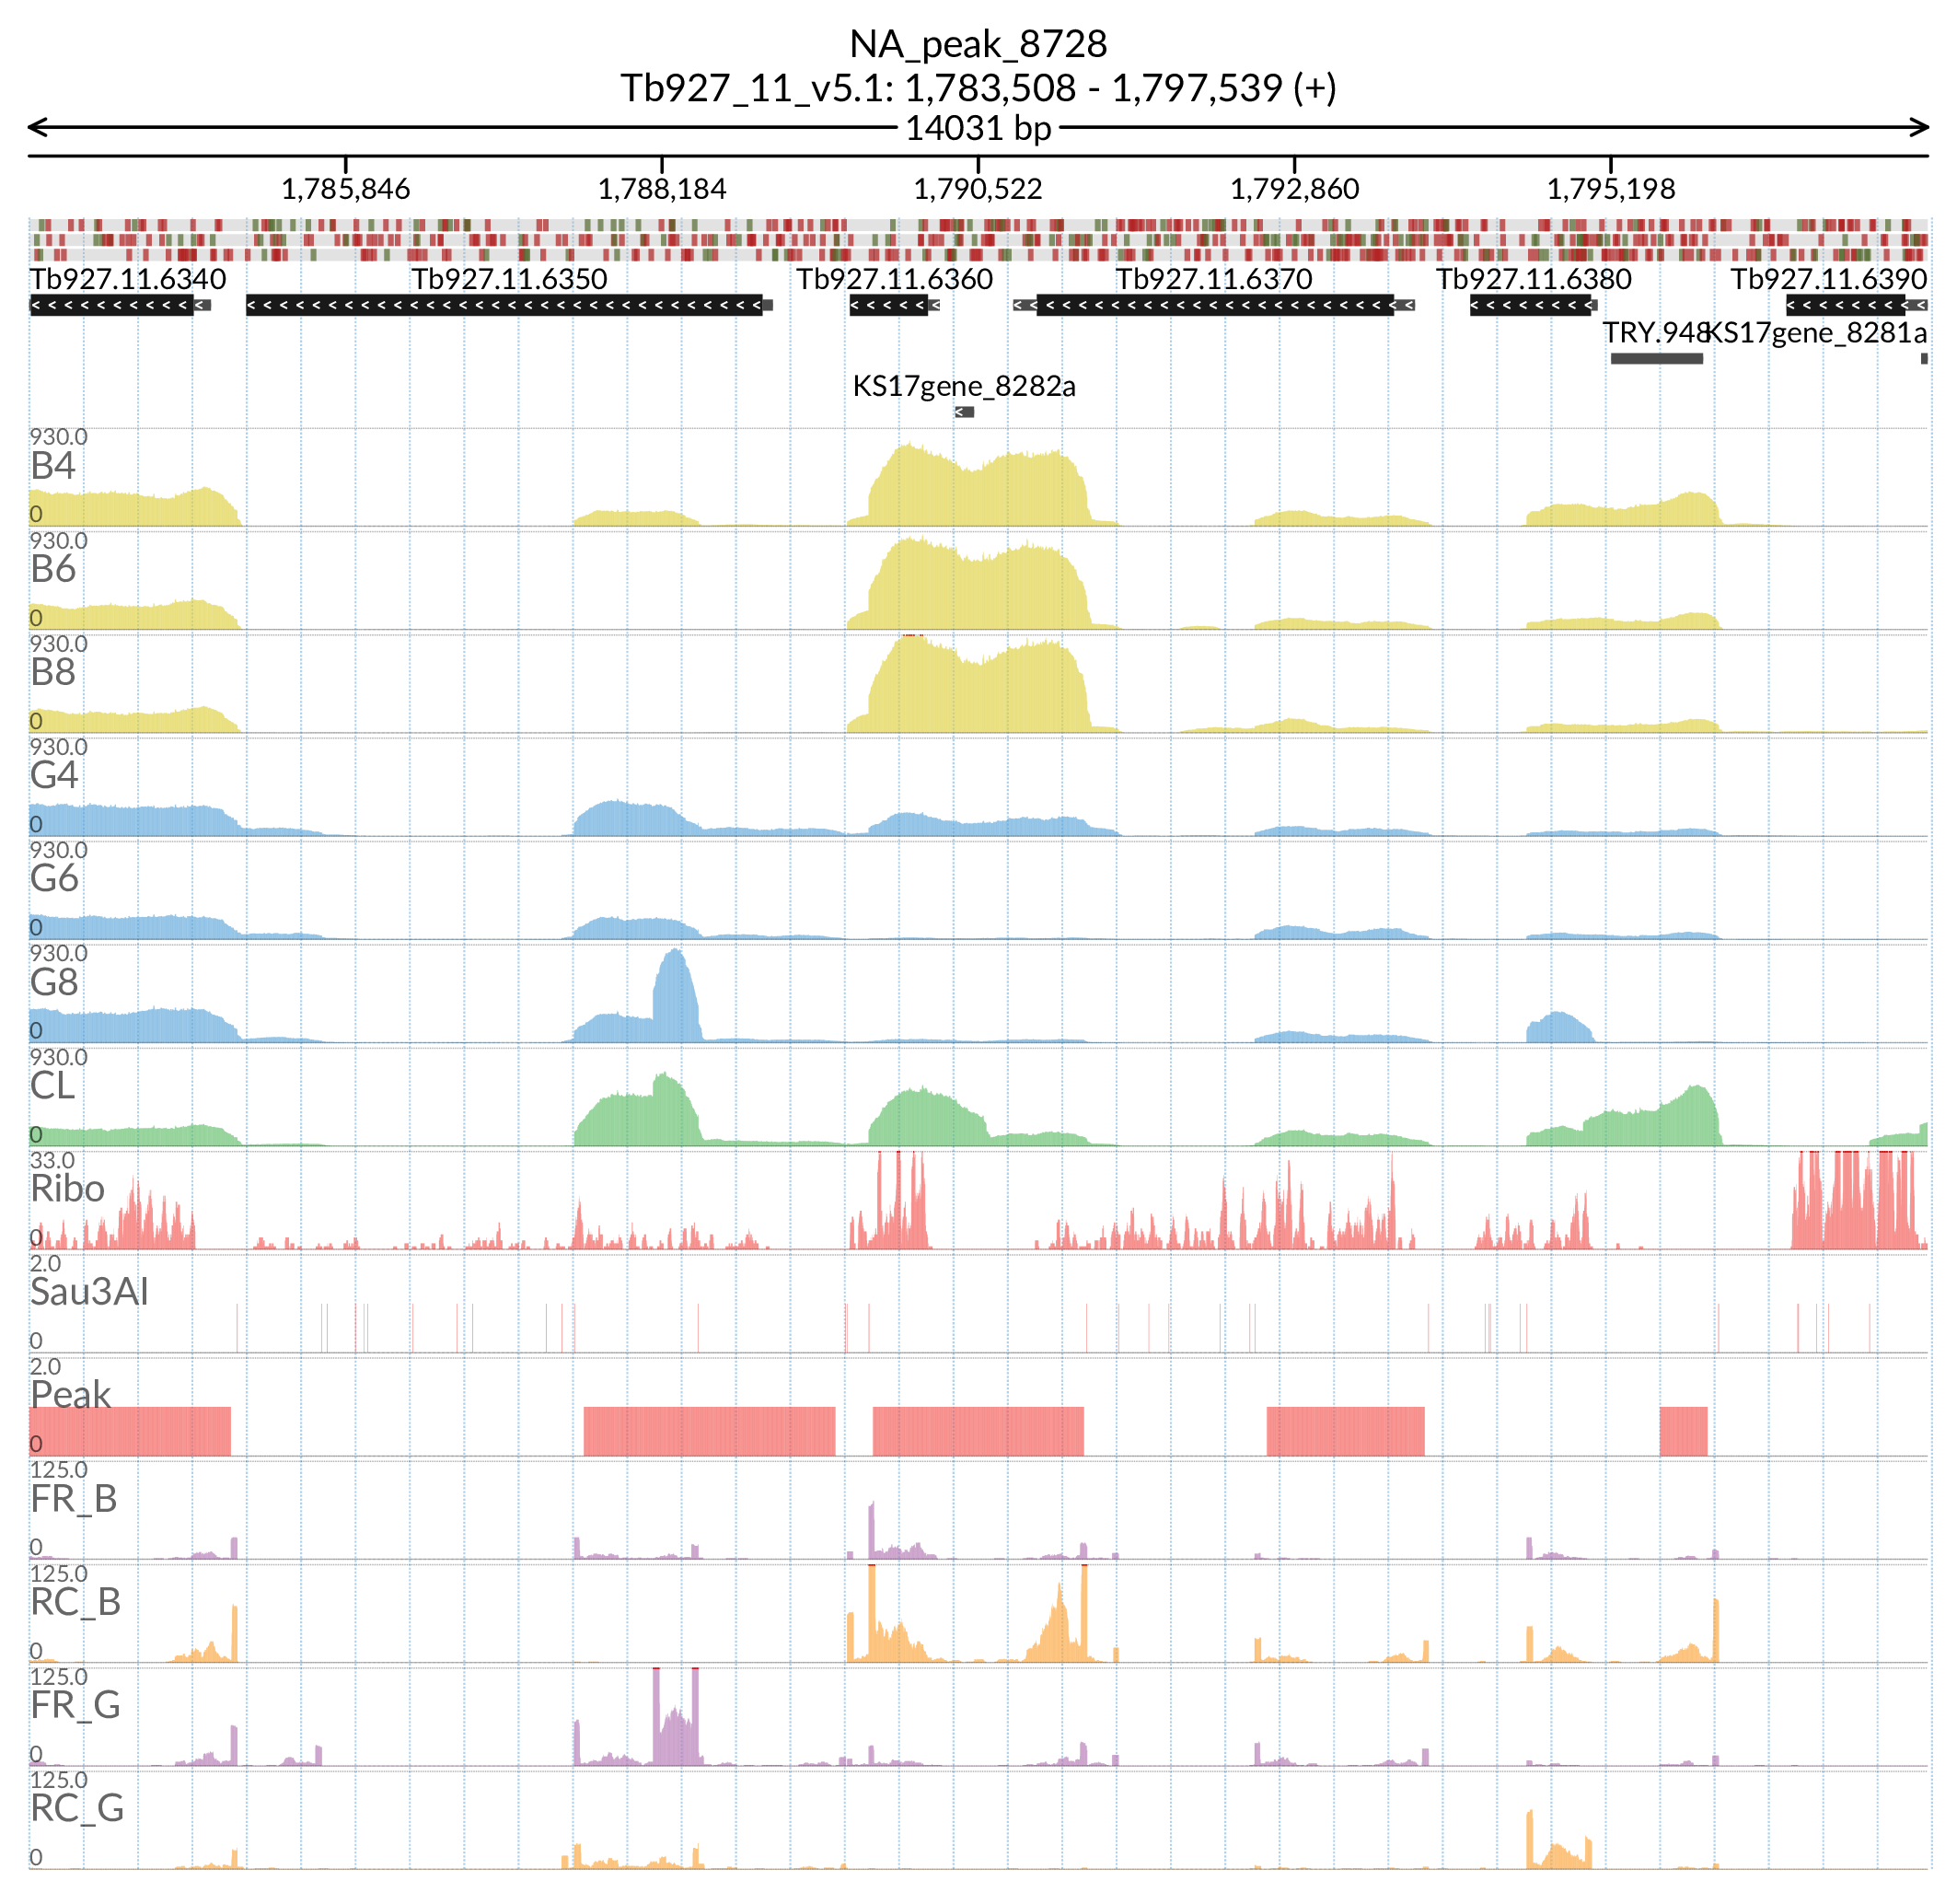 NA_peak_8728
Tb927_11_v5.1: 1,783,508 - 1,797,539 (+)
14031 bp
1,785,846 1,788,184 1,790,522 1,792,860 1,795,198
Tb927.11.6340 Tb927.11.6350 Tb927.11.6360 Tb927.11.6370 Tb927.11.6380 Tb927.11.6390
TRY.948 KS17gene_8281a
KS17gene_8282a
930.0
B4
0
930.0
B6
0
930.0
B8
0
930.0
G4
0
930.0
G6
0
930.0
G8
0
930.0
CL
0
33.0
Ribo
0
2.0
Sau3AI
0
2.0
Peak
0
125.0
FR_B
0
125.0
RC_B
0
125.0
FR_G
0
125.0
RC_G
0